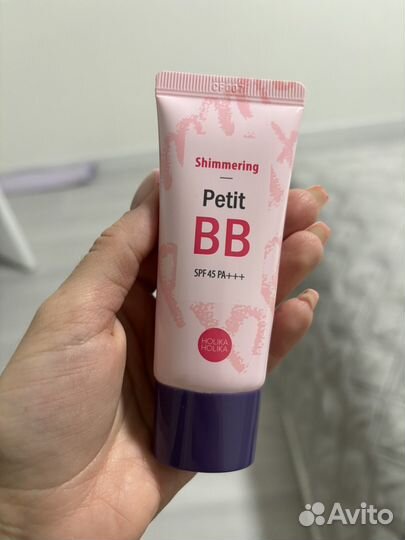 Shimmering
Petit
BB
SPF 45 PA+++
HOLIKA
HOLIKA
Avito